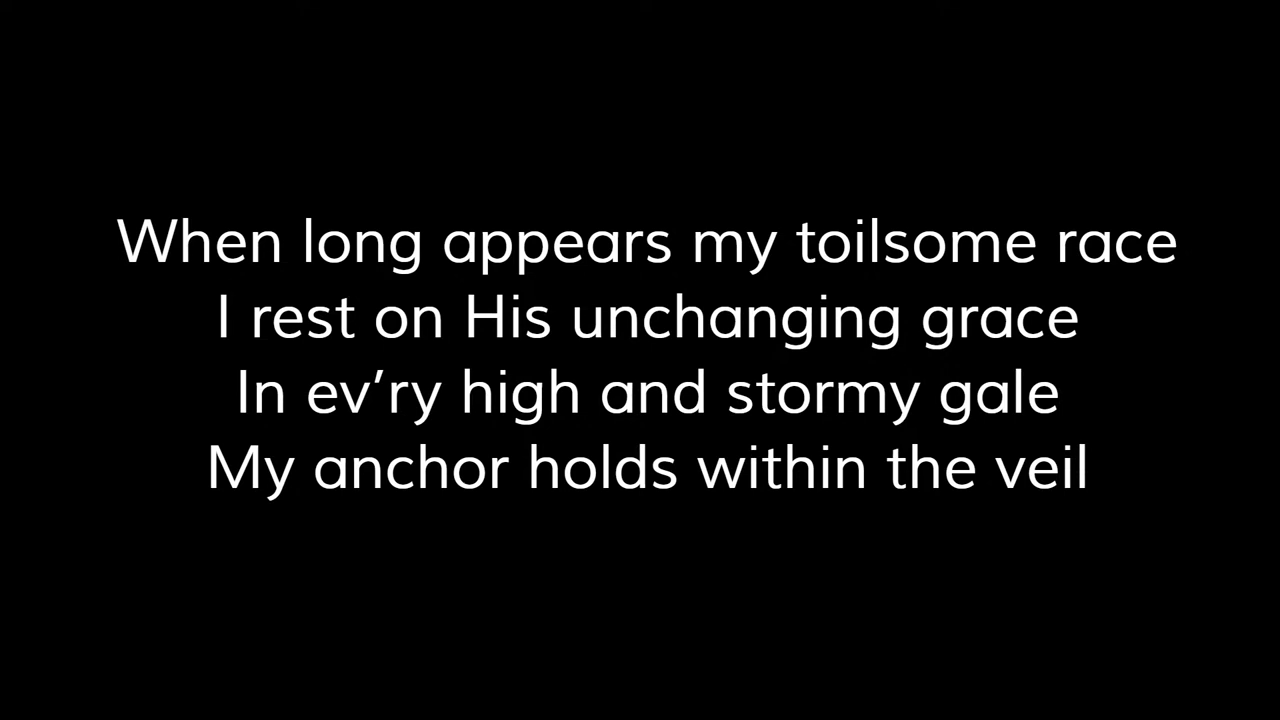 When long appears my toilsome race
I rest on His unchanging grace
In ev’ry high and stormy gale
My anchor holds within the veil